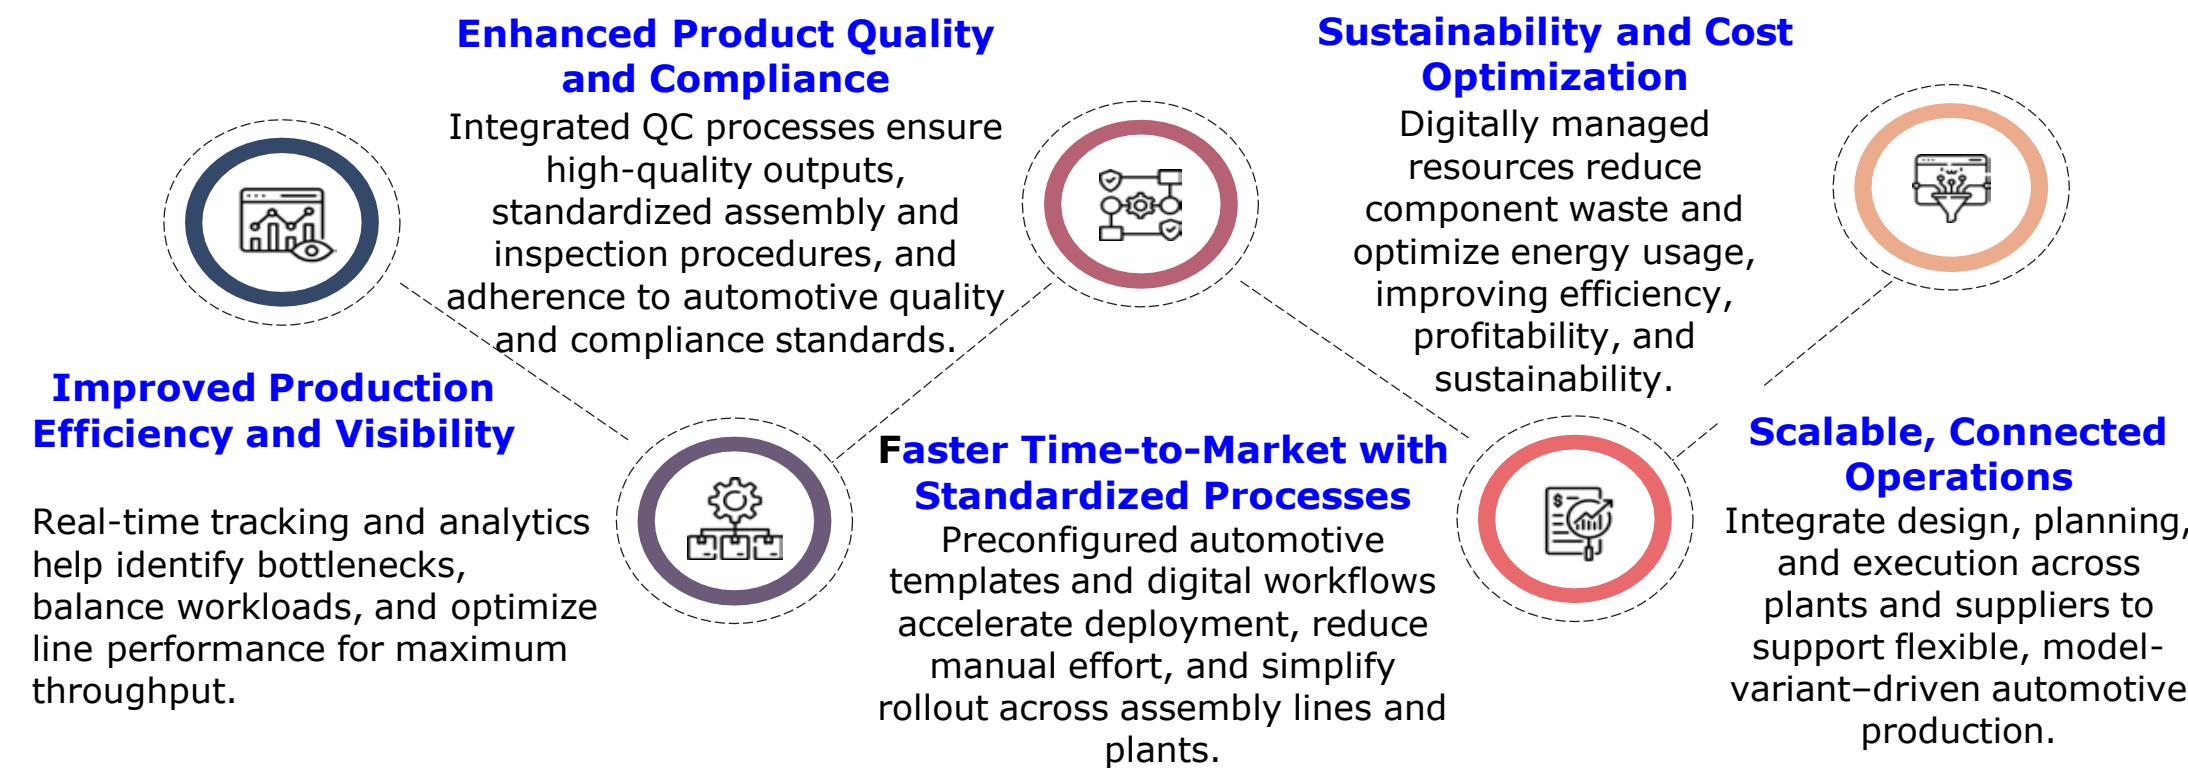 Improved Production
Efficiency and Visibility
Real-time tracking and analytics
help identify bottlenecks,
balance workloads, and optimize
line performance for maximum
throughput.
Enhanced Product Quality
and Compliance
Integrated QC processes ensure
high-quality outputs,
standardized assembly and
inspection procedures, and
adherence to automotive quality
and compliance standards.
Faster Time-to-Market with
Standardized Processes
Preconfigured automotive
templates and digital workflows
accelerate deployment, reduce
manual effort, and simplify
rollout across assembly lines and
plants.
Sustainability and Cost
Optimization
Digitally managed
resources reduce
component waste and
optimize energy usage,
improving efficiency,
profitability, and
sustainability.
$
Scalable, Connected
Operations
Integrate design, planning,
and execution across
plants and suppliers to
support flexible, model-
variant–driven automotive
production.